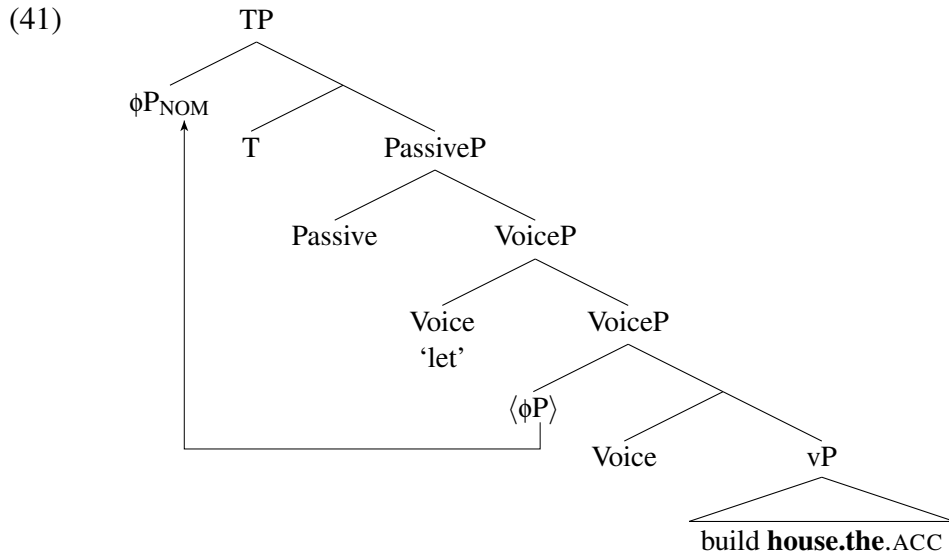 (41)
TP
ϕP_NOM
T
PassiveP
Passive
VoiceP
Voice
‘let’
VoiceP
⟨ϕP⟩
Voice
vP
build house.the.ACC